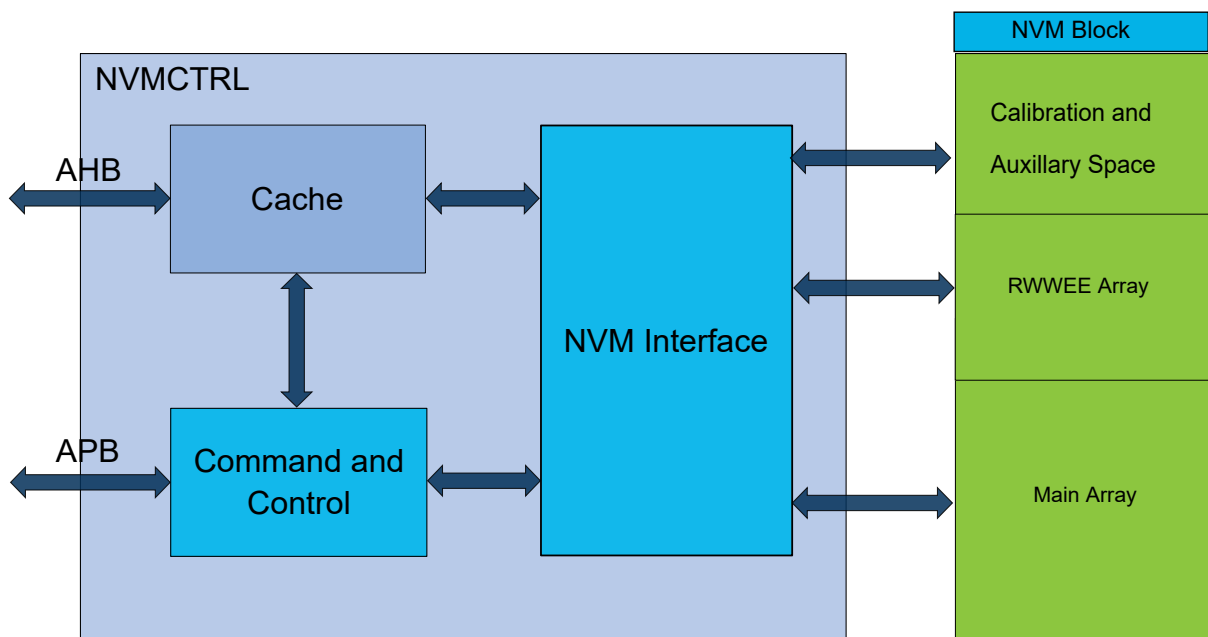 NVM Block
NVMCTRL
Calibration and
Auxillary Space
AHB
Cache
RWWEE Array
NVM Interface
APB
Command and
Control
Main Array